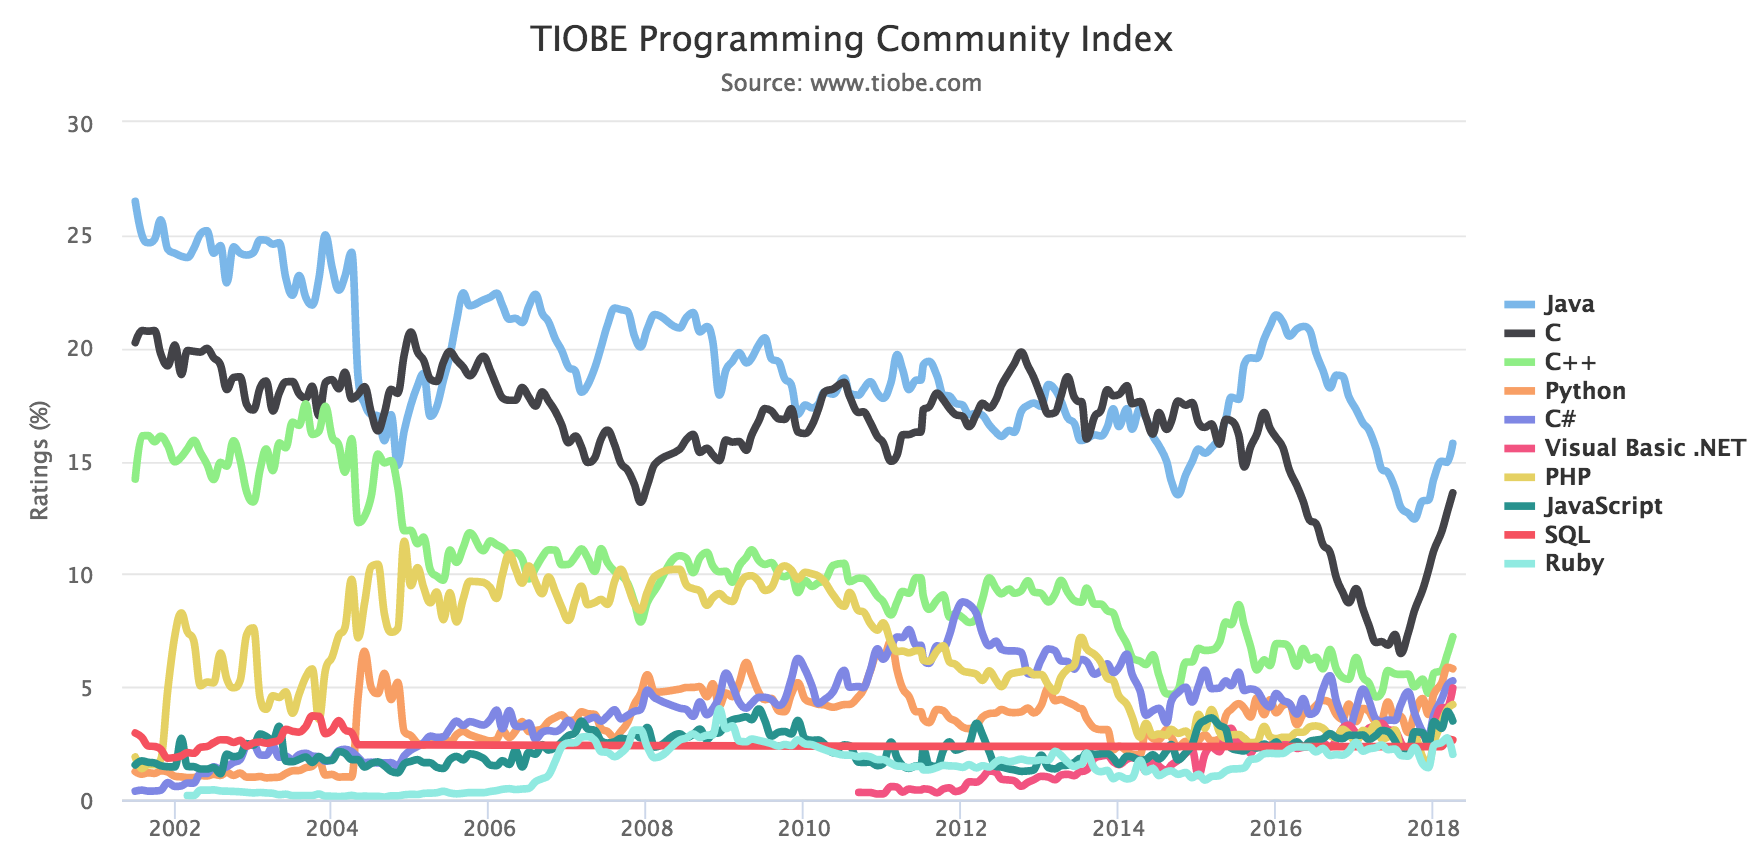 TIOBE Programming Community Index
Source: www.tiobe.com
30
25
20
15
10
5
0
Ratings (%)
2002 2004 2006 2008 2010 2012 2014 2016 2018
Java
C
C++
Python
C#
Visual Basic .NET
PHP
JavaScript
SQL
Ruby